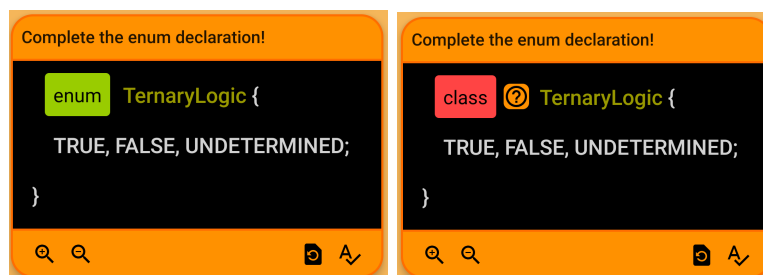 Complete the enum declaration!
enum TernaryLogic {
TRUE, FALSE, UNDETERMINED;
}
Complete the enum declaration!
class ? TernaryLogic {
TRUE, FALSE, UNDETERMINED;
}